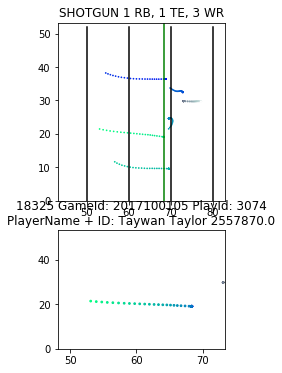 SHOTGUN 1 RB, 1 TE, 3 WR
50
40
30
20
10
0
50 60 70 80
18325 GameId: 2017100105 PlayId: 3074
PlayerName + ID: Taywan Taylor 2557870.0
40
20
0
50 60 70